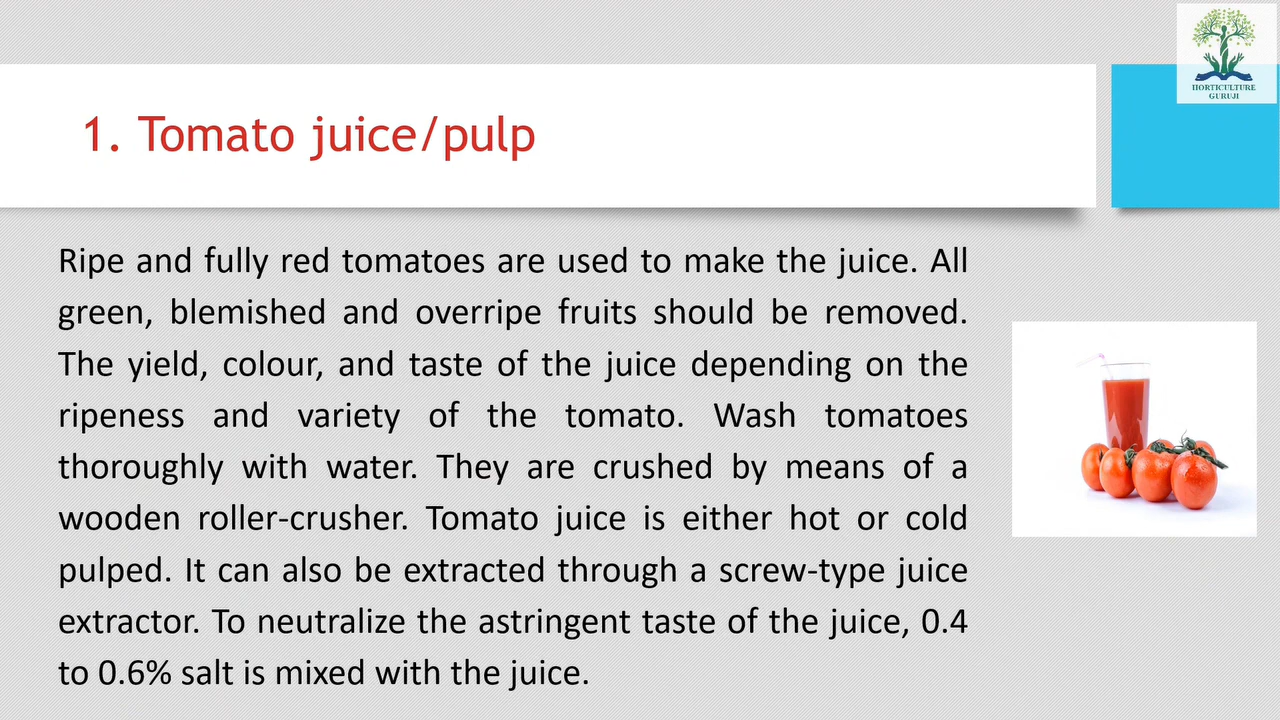 HORTICULTURE
GURUJI
1. Tomato juice/pulp
Ripe and fully red tomatoes are used to make the juice. All
green, blemished and overripe fruits should be removed.
The yield, colour, and taste of the juice depending on the
ripeness and variety of the tomato. Wash tomatoes
thoroughly with water. They are crushed by means of a
wooden roller-crusher. Tomato juice is either hot or cold
pulped. It can also be extracted through a screw-type juice
extractor. To neutralize the astringent taste of the juice, 0.4
to 0.6% salt is mixed with the juice.